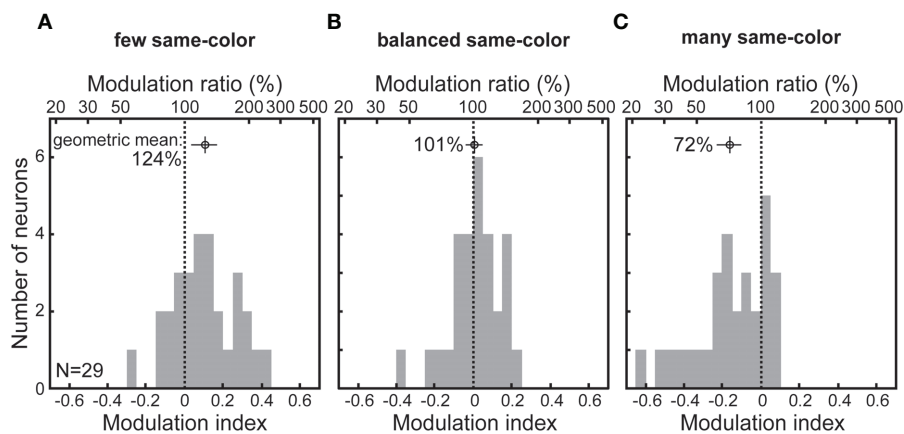 A
few same-color
Modulation ratio (%)
20 30 50 100 200 300 500
geometric mean:
124%
6
4
2
0
Number of neurons
N=29
-0.6 -0.4 -0.2 0 0.2 0.4 0.6
Modulation index
B
balanced same-color
Modulation ratio (%)
20 30 50 100 200 300 500
101%
-0.6 -0.4 -0.2 0 0.2 0.4 0.6
Modulation index
C
many same-color
Modulation ratio (%)
20 30 50 100 200 300 500
72%
-0.6 -0.4 -0.2 0 0.2 0.4 0.6
Modulation index